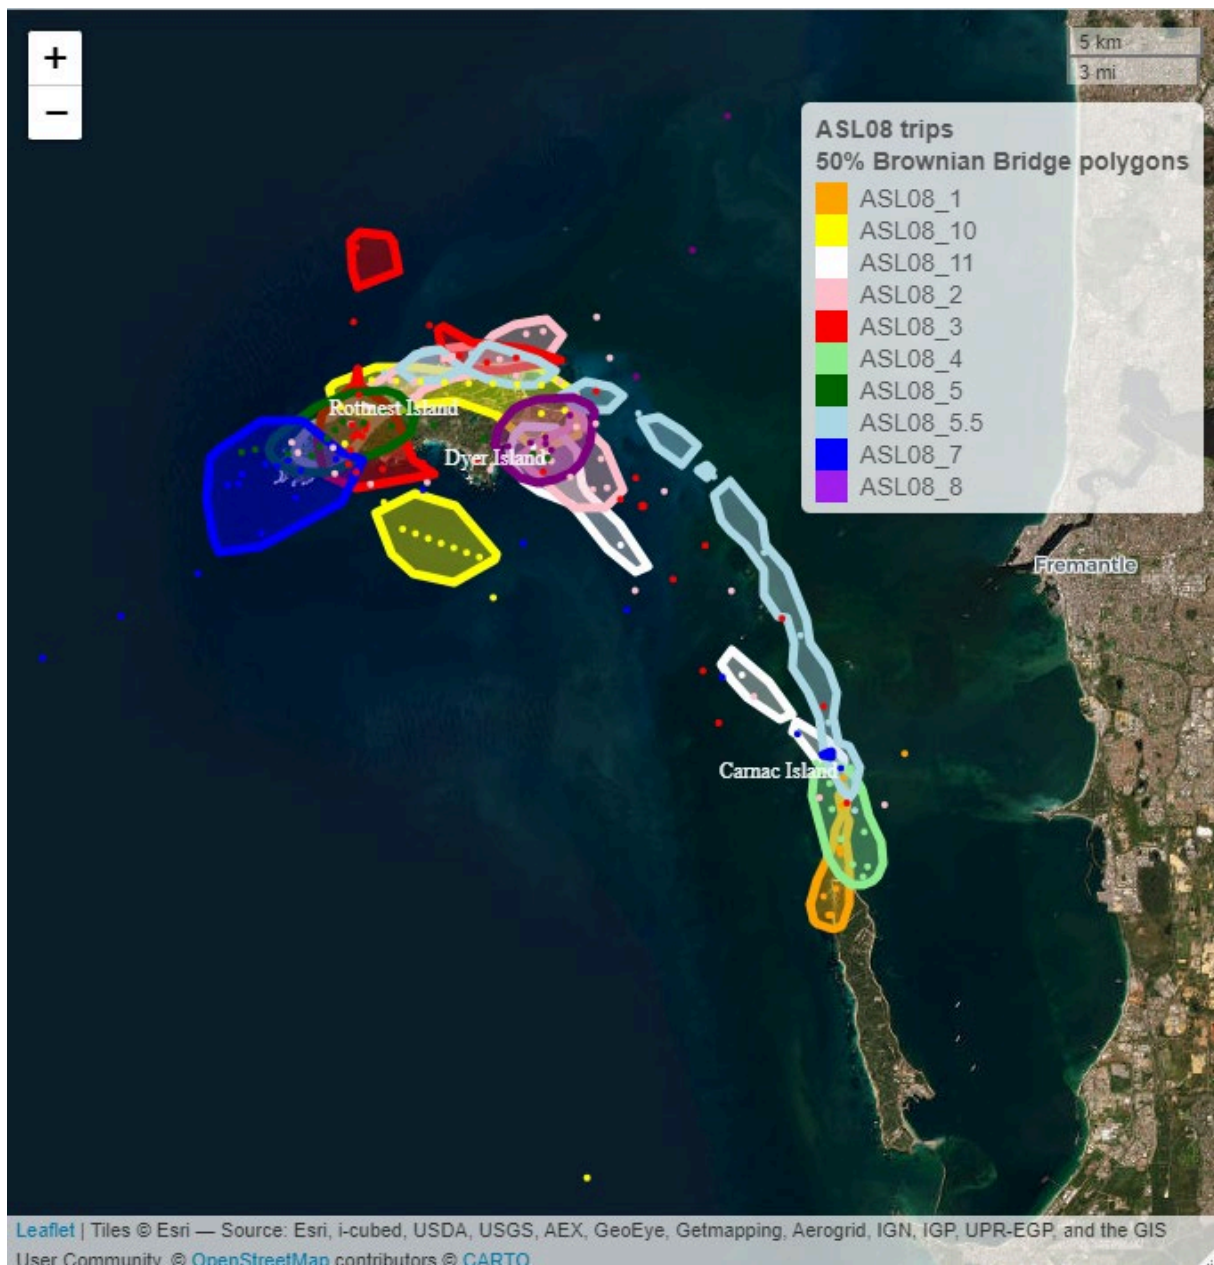 +
−
5 km
3 mi
ASL08 trips
50% Brownian Bridge polygons
ASL08_1
ASL08_10
ASL08_11
ASL08_2
ASL08_3
ASL08_4
ASL08_5
ASL08_5.5
ASL08_7
ASL08_8
Rottnest Island
Dyer Island
Fremantle
Carnac Island
Leaflet | Tiles © Esri — Source: Esri, i-cubed, USDA, USGS, AEX, GeoEye, Getmapping, Aerogrid, IGN, IGP, UPR-EGP, and the GIS
User Community, © OpenStreetMap contributors © CARTO